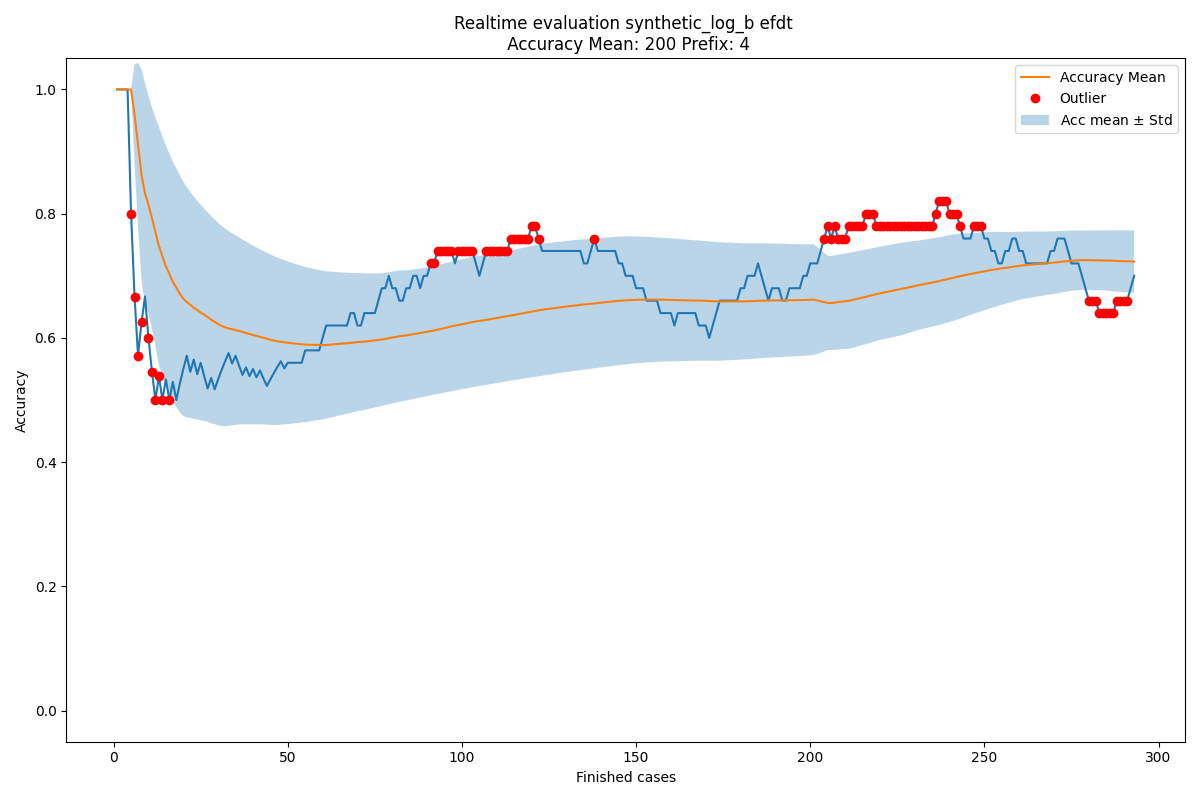 Realtime evaluation synthetic_log_b efdt
Accuracy Mean: 200 Prefix: 4
Accuracy Mean
Outlier
Acc mean ± Std
1.0
0.8
0.6
0.4
0.2
0.0
Accuracy
0 50 100 150 200 250 300
Finished cases